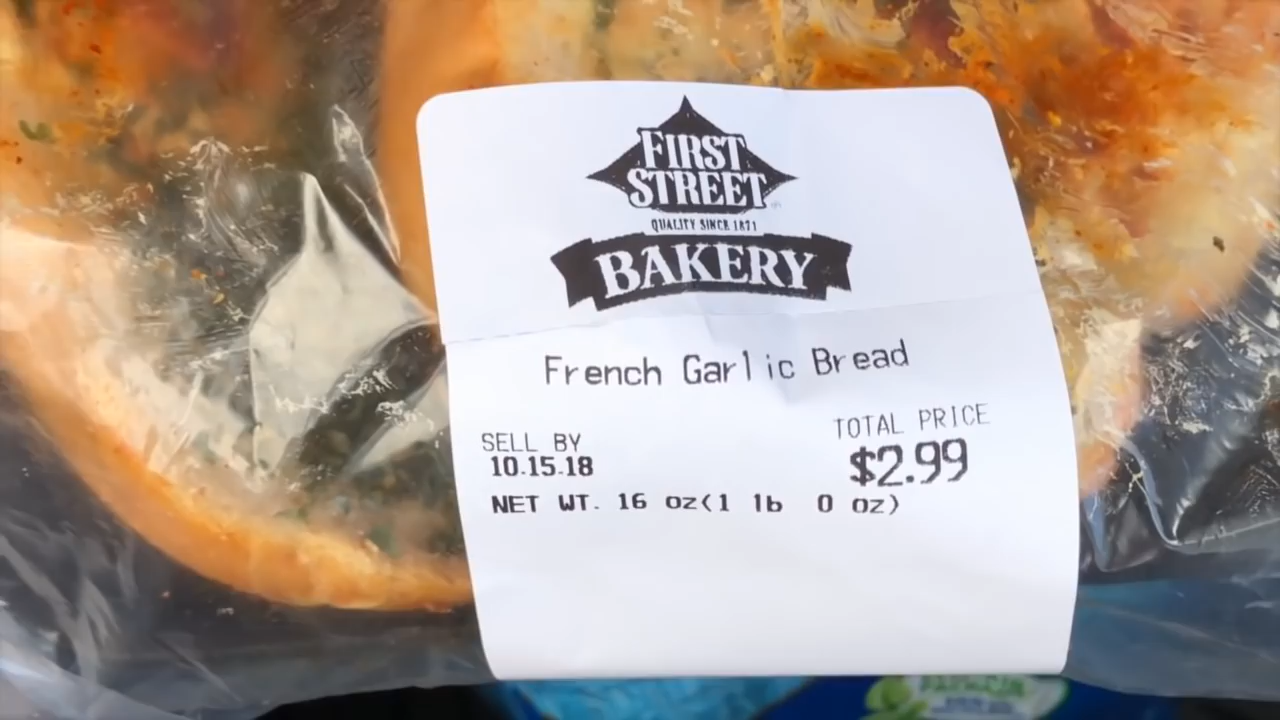 FIRST
STREET
QUALITY SINCE 1871
BAKERY
French Garlic Bread
SELL BY
10.15.18
TOTAL PRICE
$2.99
NET WT. 16 oz(1 lb 0 oz)